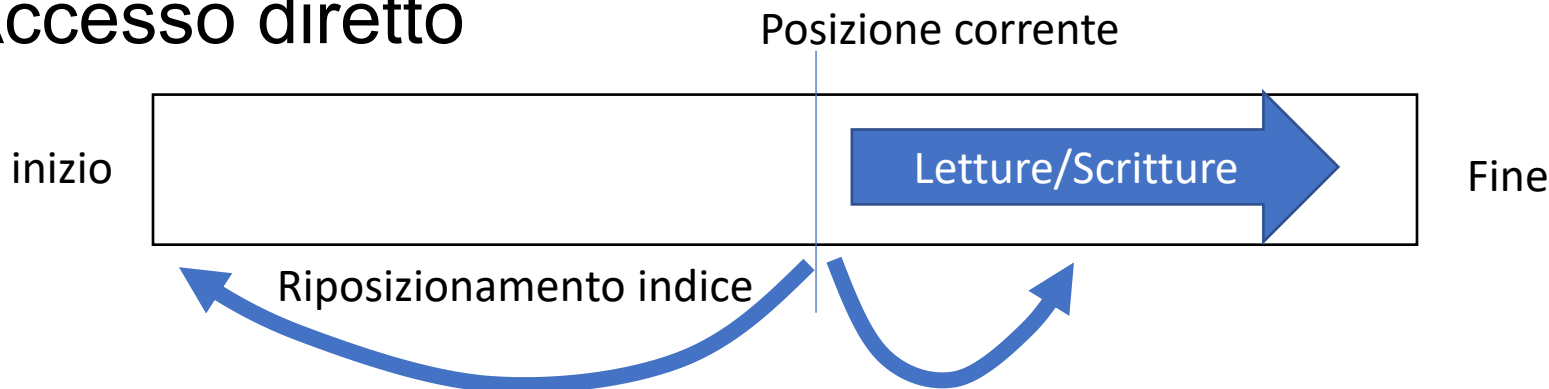 Accesso diretto
Posizione corrente
inizio
Letture/Scritture
Fine
Riposizionamento indice